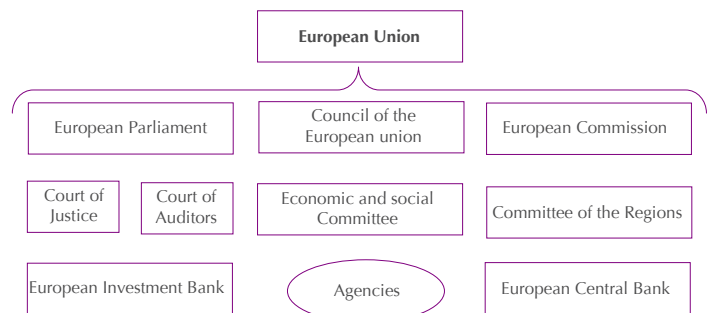 European Union
European Parliament
Council of the
European union
European Commission
Court of
Justice
Court of
Auditors
Economic and social
Committee
Committee of the Regions
European Investment Bank
Agencies
European Central Bank